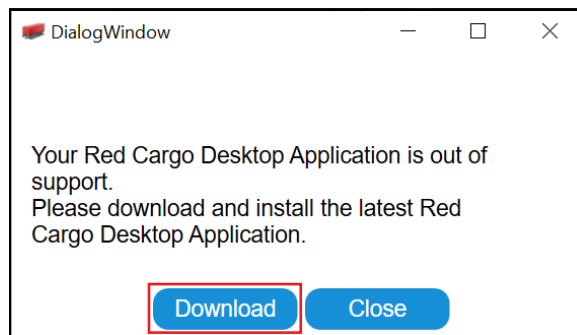 DialogWindow
Your Red Cargo Desktop Application is out of
support.
Please download and install the latest Red
Cargo Desktop Application.
Download Close